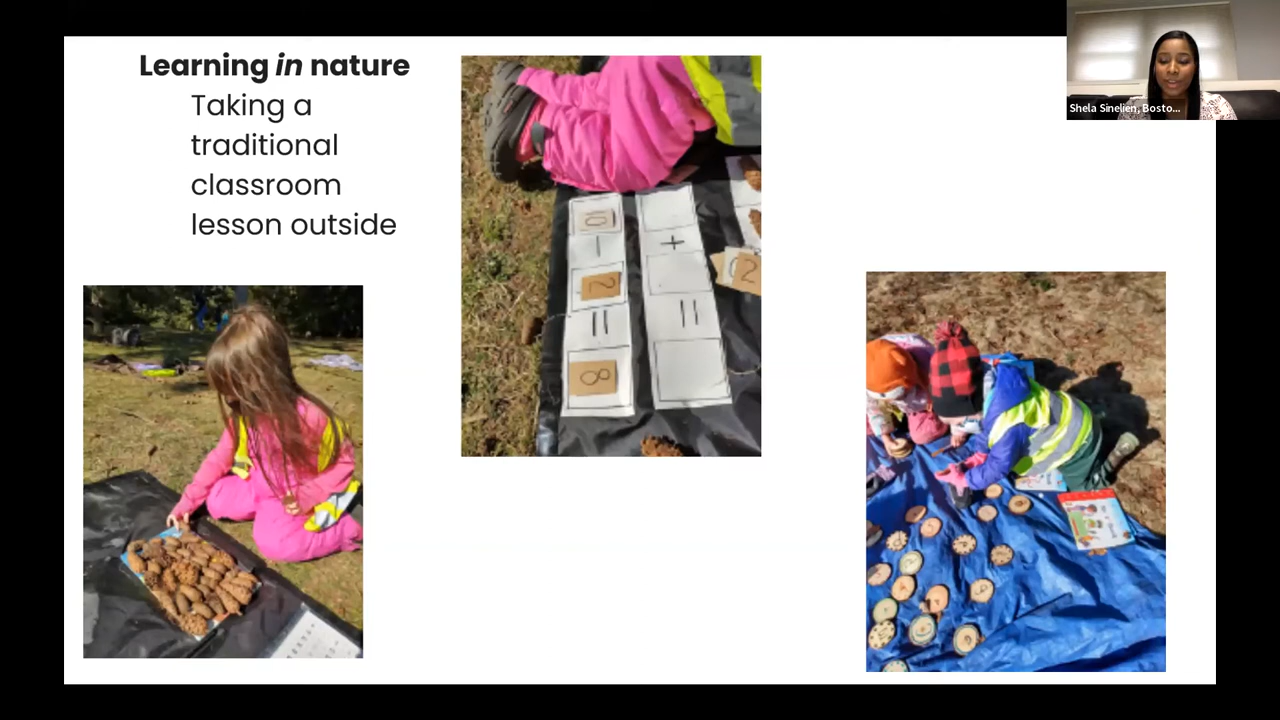 Learning in nature
Taking a
traditional
classroom
lesson outside
Shela Sinelien, Bosto...
10
-
2
=
8
+
=
2